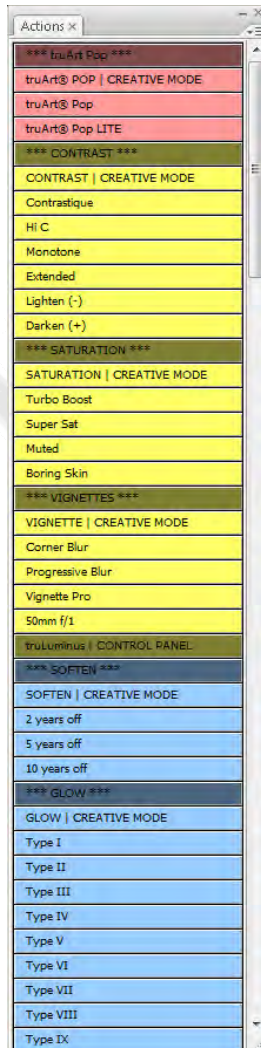 Actions ×
*** truArt Pop ***
truArt® POP | CREATIVE MODE
truArt® Pop
truArt® Pop LITE
*** CONTRAST ***
CONTRAST | CREATIVE MODE
Contrastique
Hi C
Monotone
Extended
Lighten (-)
Darken (+)
*** SATURATION ***
SATURATION | CREATIVE MODE
Turbo Boost
Super Sat
Muted
Boring Skin
*** VIGNETTES ***
VIGNETTE | CREATIVE MODE
Corner Blur
Progressive Blur
Vignette Pro
50mm f/1
truLuminus | CONTROL PANEL
*** SOFTEN ***
SOFTEN | CREATIVE MODE
2 years off
5 years off
10 years off
*** GLOW ***
GLOW | CREATIVE MODE
Type I
Type II
Type III
Type IV
Type V
Type VI
Type VII
Type VIII
Type IX